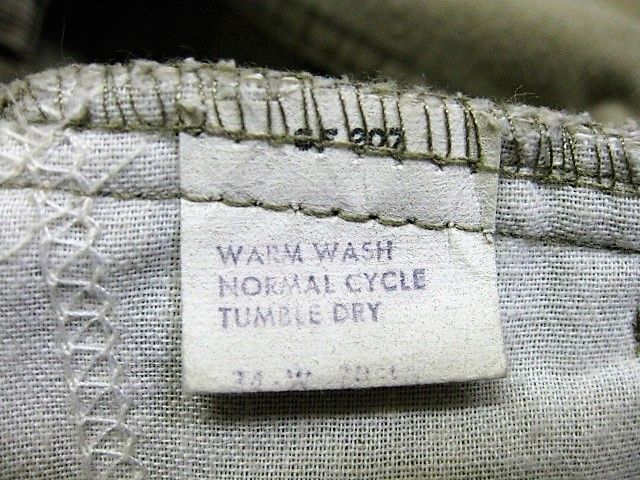 WARM WASH
NORMAL CYCLE
TUMBLE DRY